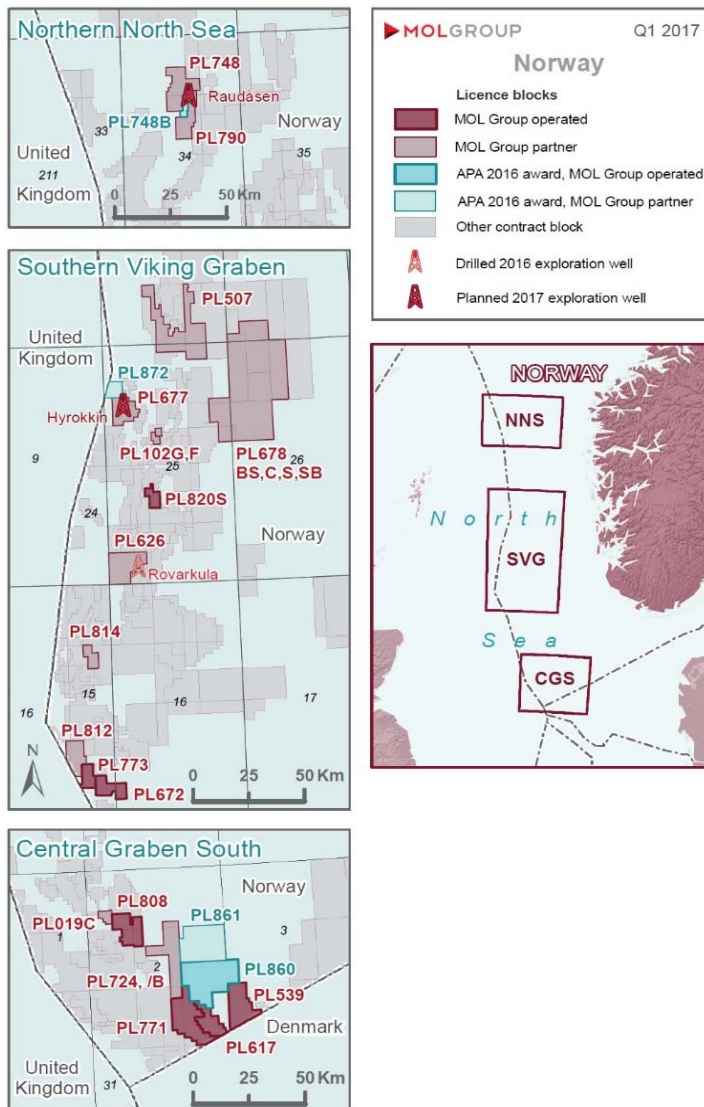 Northern North Sea
PL748
Raudasen
PL748B
33
Norway
PL790
United
Kingdom
34
35
211
0 25 50 Km
Southern Viking Graben
PL507
United
Kingdom
PL872
PL677
Hyrokkin
9
PL102G,F
25
PL678
BS,C,S,SB
26
PL820S
24
Norway
PL626
Rovarkula
PL814
15
16
17
16
PL812
PL773
N
PL672
0 25 50 Km
Central Graben South
Norway
PL808
PL019C
PL861
1
3
2
PL724, /B
PL860
PL539
PL771
Denmark
PL617
United
Kingdom
31
0 25 50 Km
MOLGROUP
Q1 2017
Norway
Licence blocks
MOL Group operated
MOL Group partner
APA 2016 award, MOL Group operated
APA 2016 award, MOL Group partner
Other contract block
Drilled 2016 exploration well
Planned 2017 exploration well
NORWAY
NNS
North
SVG
Sea
CGS